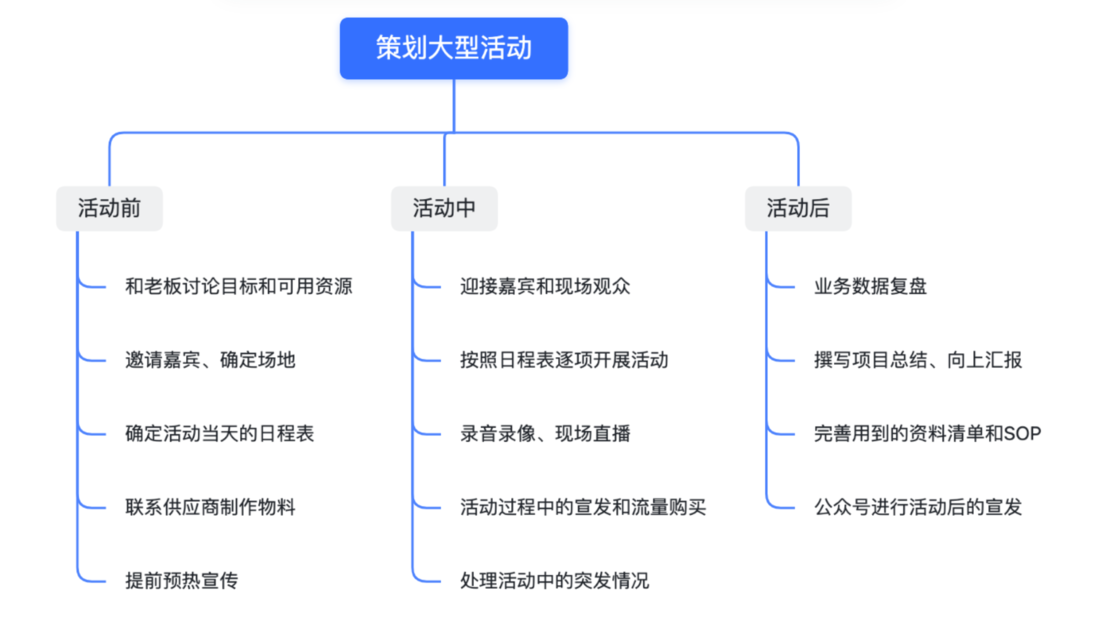 策划大型活动
活动前
和老板讨论目标和可用资源
邀请嘉宾、确定场地
确定活动当天的日程表
联系供应商制作物料
提前预热宣传
活动中
迎接嘉宾和现场观众
按照日程表逐项开展活动
录音录像、现场直播
活动过程中的宣发和流量购买
处理活动中的突发情况
活动后
业务数据复盘
撰写项目总结、向上汇报
完善用到的资料清单和SOP
公众号进行活动后的宣发